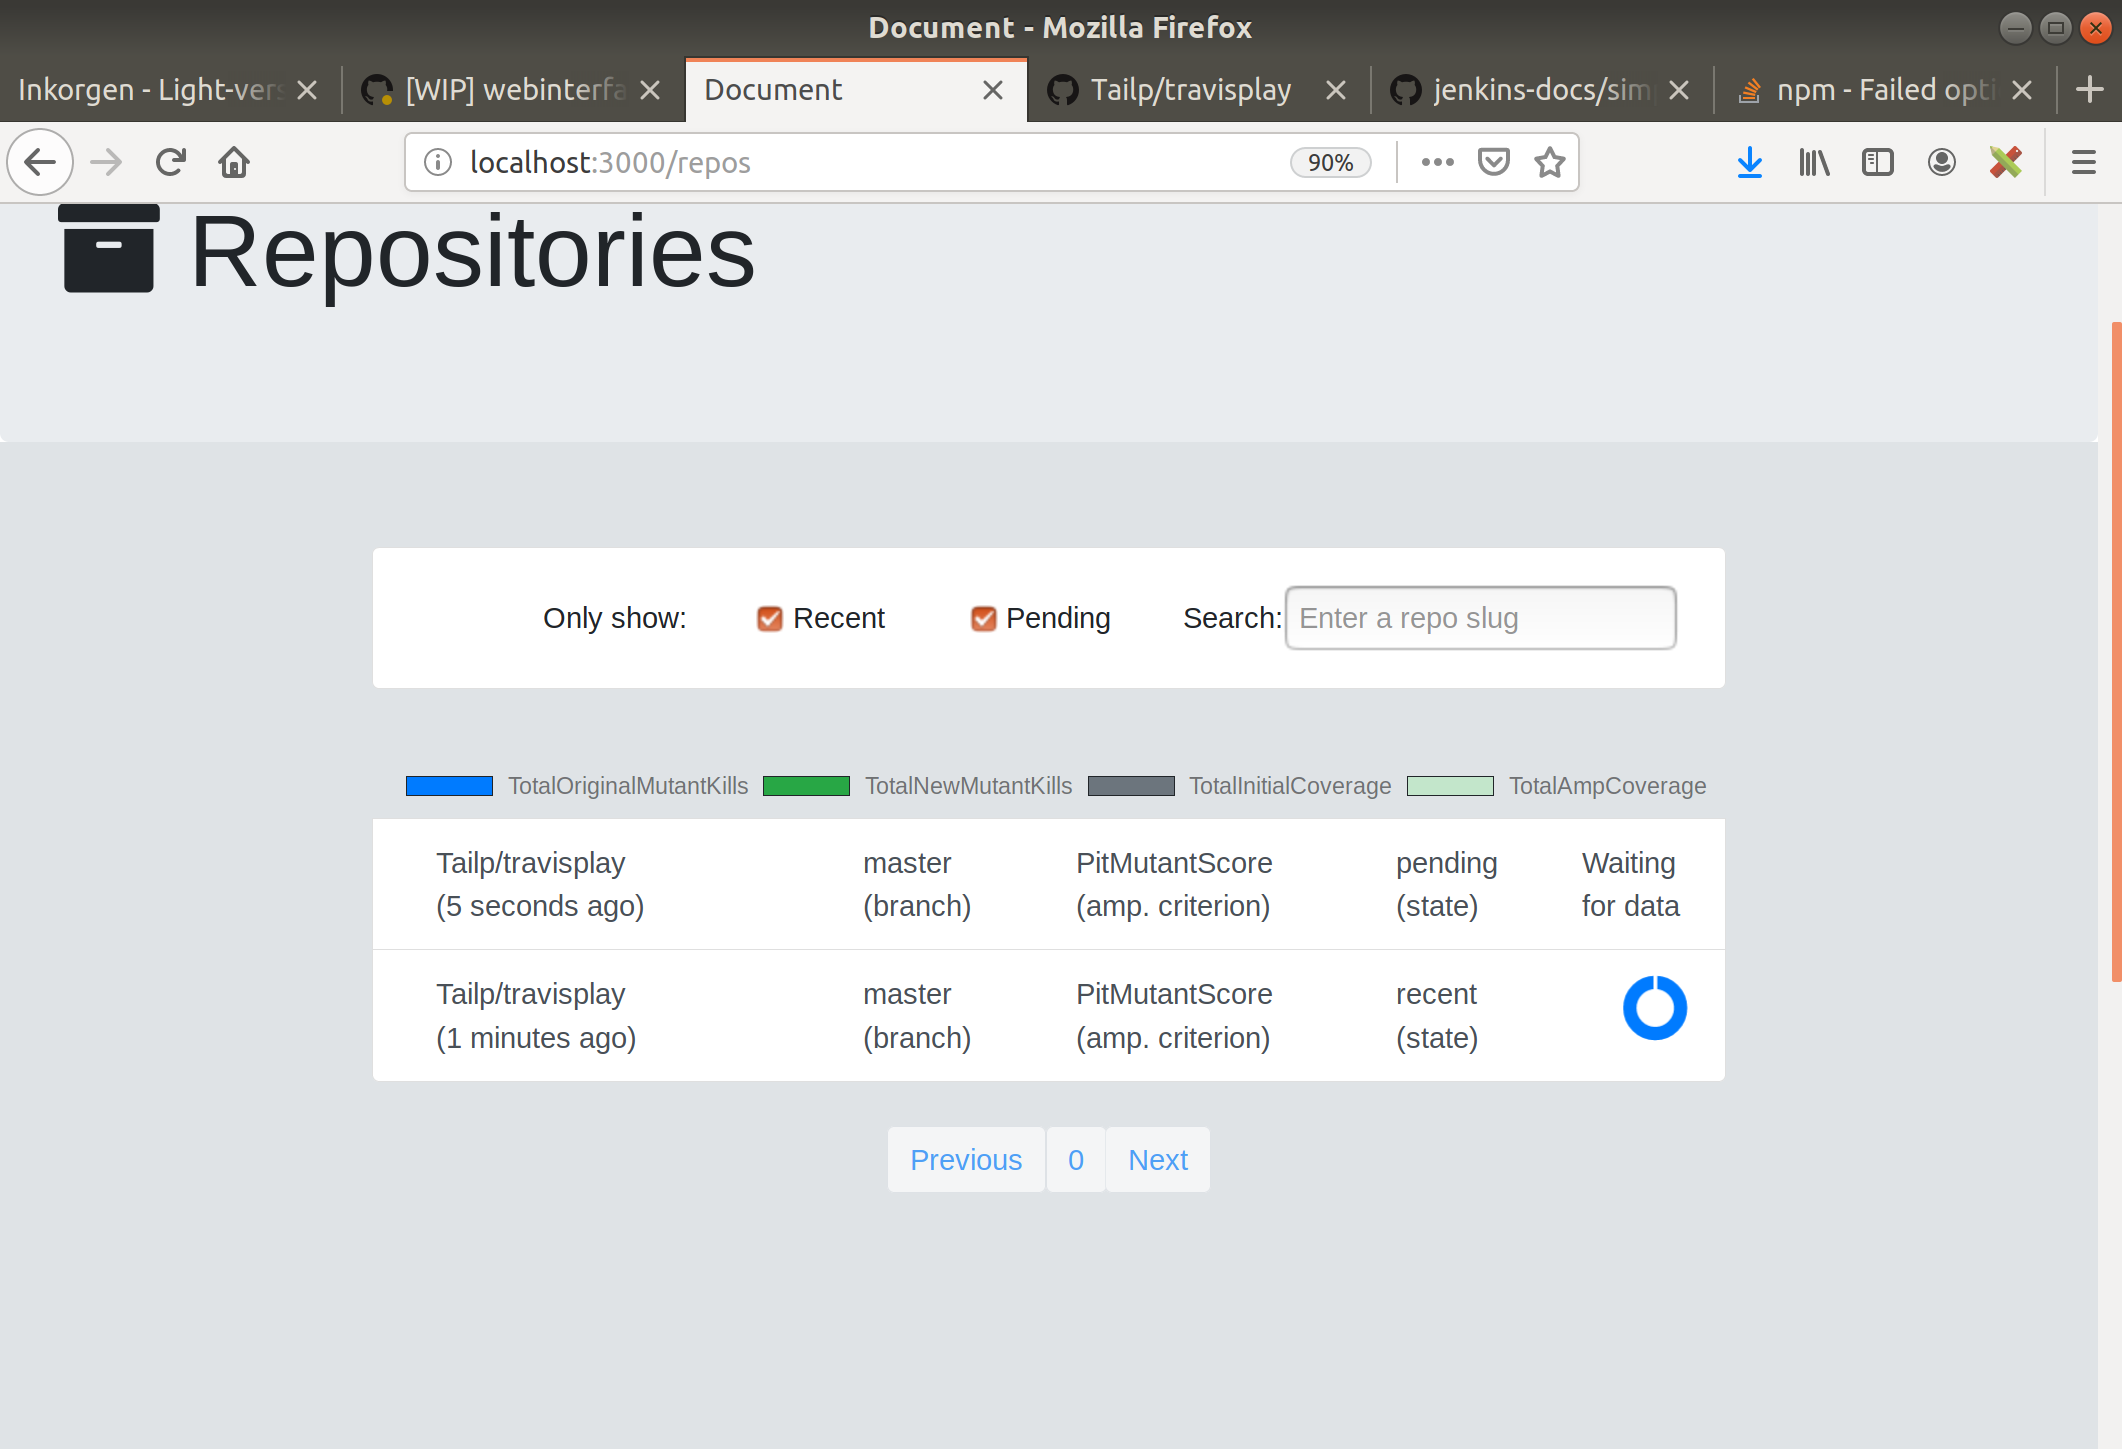 Document - Mozilla Firefox
Inkorgen - Light-vers
[WIP] webinterfa
Document
Tailp/travisplay
jenkins-docs/sim
npm - Failed opti
localhost:3000/repos
90%
Repositories
Only show:
Recent
Pending
Search:
Enter a repo slug
TotalOriginalMutantKills
TotalNewMutantKills
TotalInitialCoverage
TotalAmpCoverage
Tailp/travisplay
(5 seconds ago)
master
(branch)
PitMutantScore
(amp. criterion)
pending
(state)
Waiting
for data
Tailp/travisplay
(1 minutes ago)
master
(branch)
PitMutantScore
(amp. criterion)
recent
(state)
Previous
0
Next